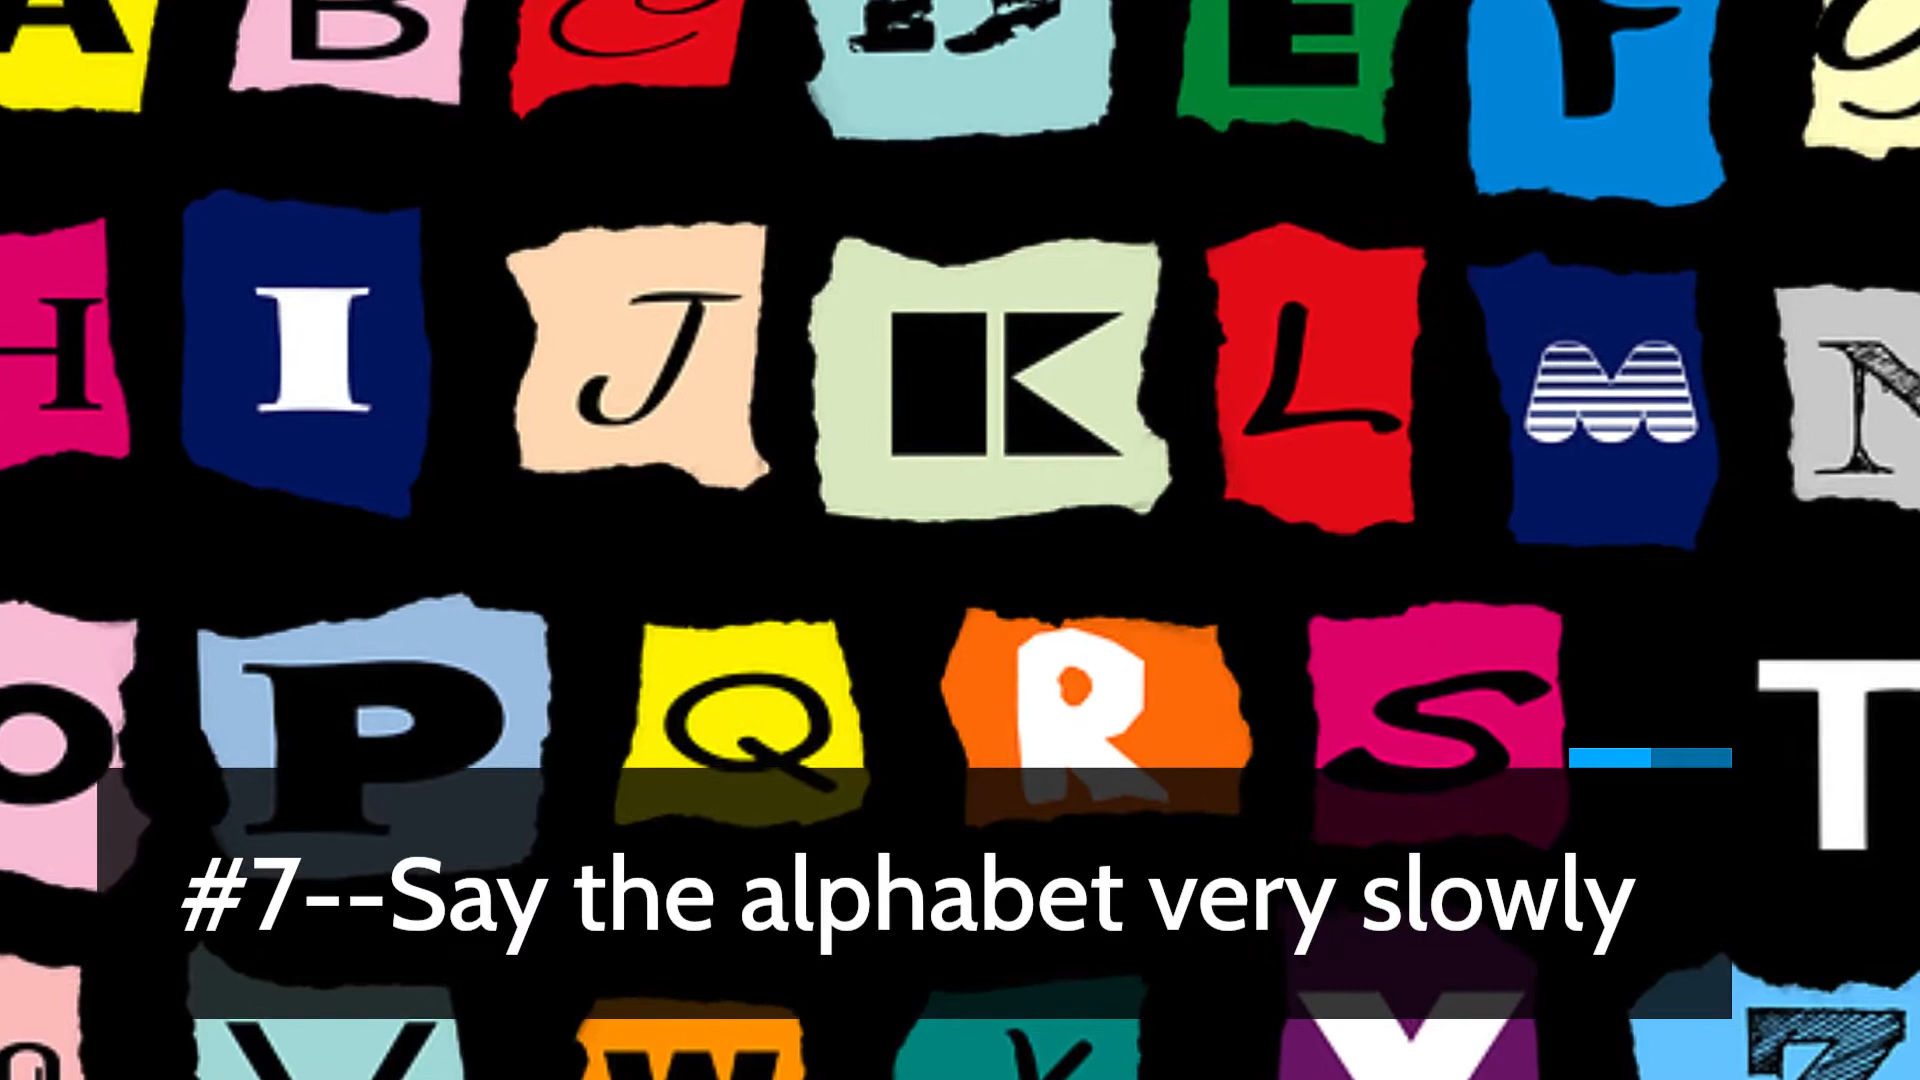 A B C D E F G
H I J K L M N
O P Q R S T
#7--Say the alphabet very slowly
V W X Y Z